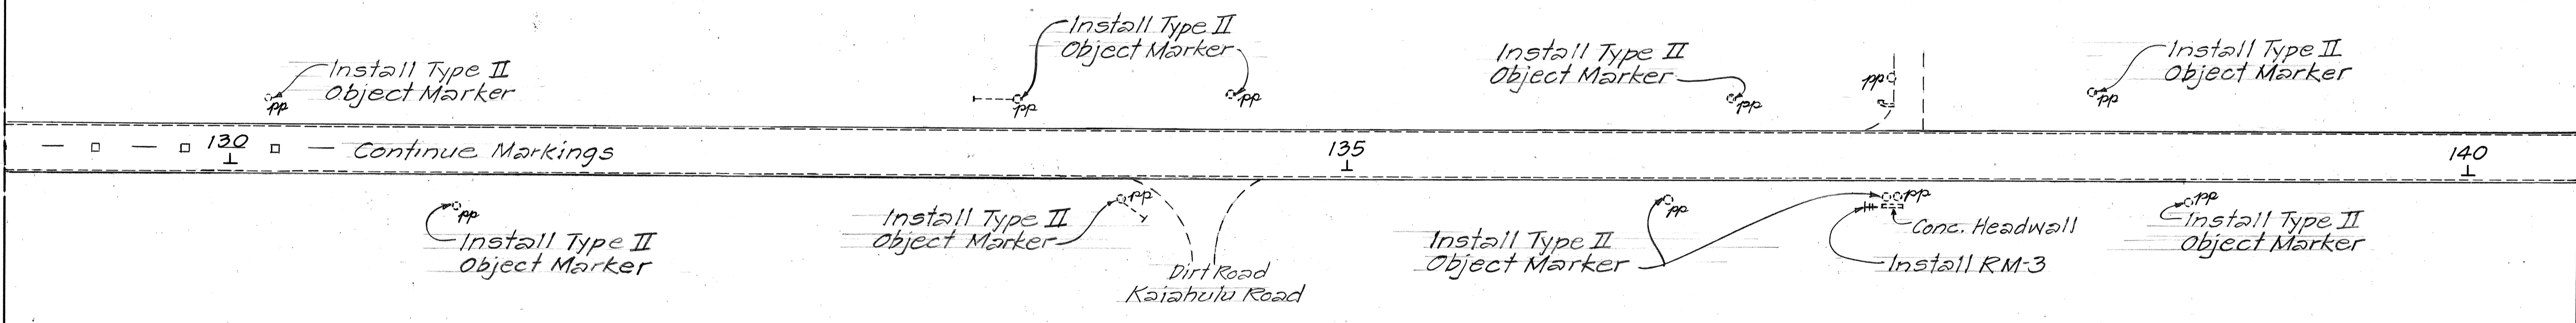 Install Type II
Object Marker
pp
Install Type II
Object Marker
pp
pp
Install Type II
Object Marker
pp
pp
Install Type II
Object Marker
pp
130
Continue Markings
135
140
pp
Install Type II
Object Marker
pp
Install Type II
Object Marker
Dirt Road
Kaiahulu Road
pp
Install Type II
Object Marker
pp
Conc. Headwall
Install RM-3
pp
Install Type II
Object Marker